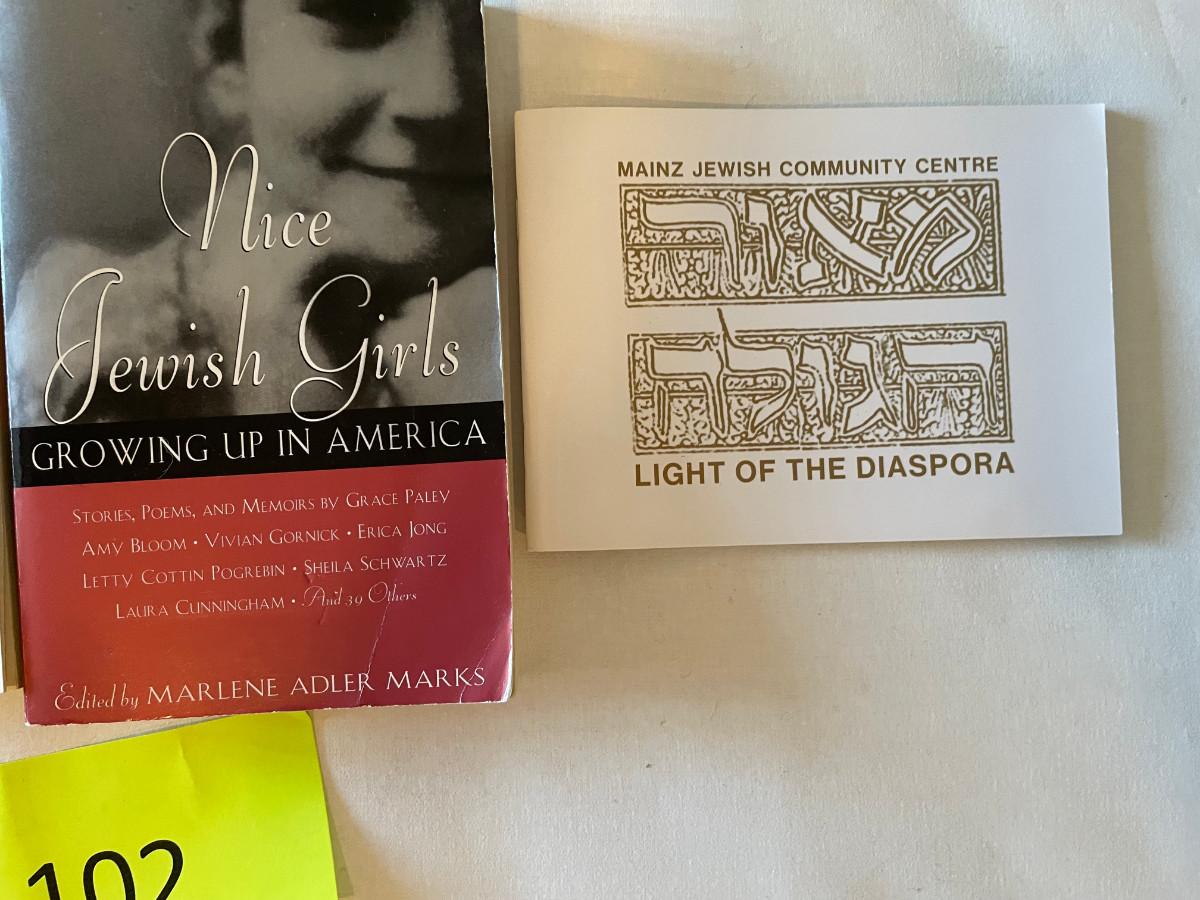 Nice
Jewish Girls
GROWING UP IN AMERICA
STORIES, POEMS, AND MEMOIRS BY GRACE PALEY
AMY BLOOM • VIVIAN GORNICK • ERICA JONG
LETTY COTTIN POGREBIN • SHEILA SCHWARTZ
LAURA CUNNINGHAM • And 39 Others
Edited by MARLENE ADLER MARKS
102
MAINZ JEWISH COMMUNITY CENTRE
מאור
הגולה
LIGHT OF THE DIASPORA